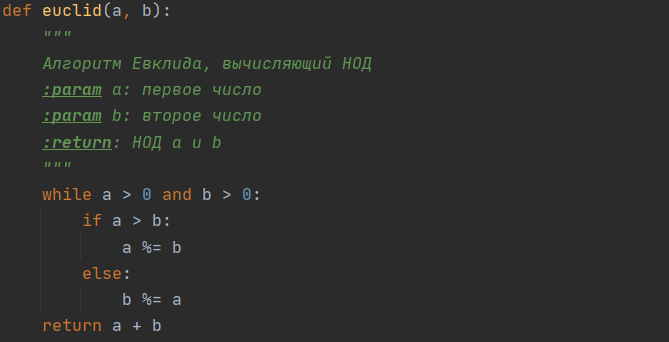 def euclid(a, b):
    """
    Алгоритм Евклида, вычисляющий НОД
    :param a: первое число
    :param b: второе число
    :return: НОД a и b
    """
    while a > 0 and b > 0:
        if a > b:
            a %= b
        else:
            b %= a
    return a + b